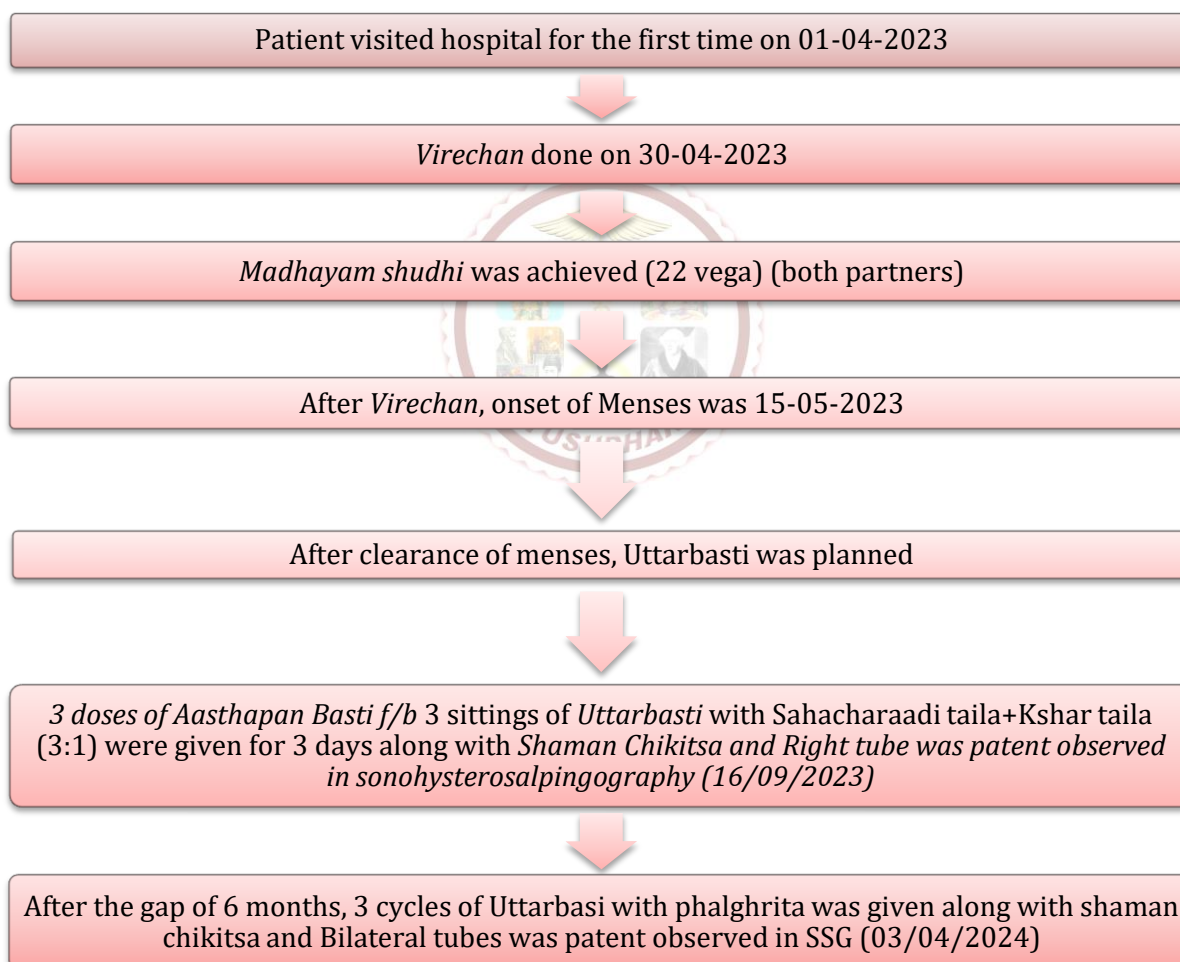 Patient visited hospital for the first time on 01-04-2023
Virechan done on 30-04-2023
Madhayam shudhi was achieved (22 vega) (both partners)
After Virechan, onset of Menses was 15-05-2023
After clearance of menses, Uttarbasti was planned
3 doses of Aasthapan Basti f/b 3 sittings of Uttarbasti with Sahacharaadi taila+Kshar taila
(3:1) were given for 3 days along with Shaman Chikitsa and Right tube was patent observed
in sonohysterosalpingography (16/09/2023)
After the gap of 6 months, 3 cycles of Uttarbasi with phalghrita was given along with shaman
chikitsa and Bilateral tubes was patent observed in SSG (03/04/2024)